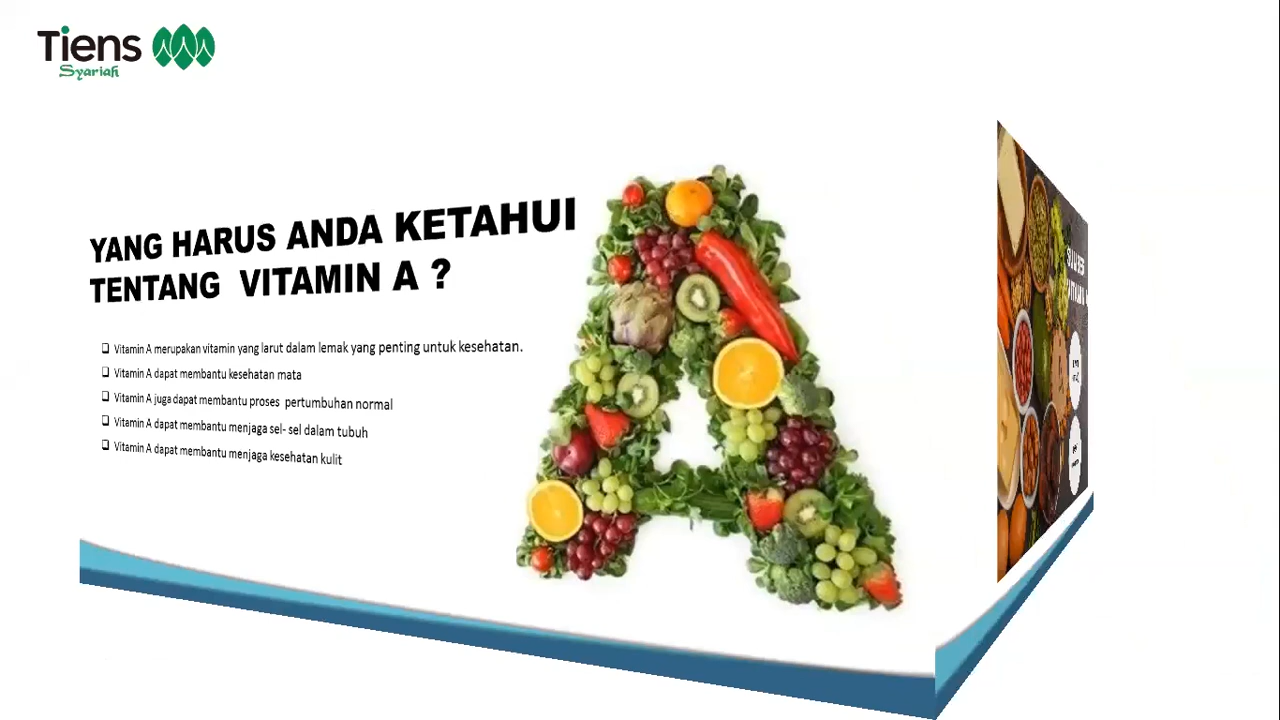 Tiens
Syariah
YANG HARUS ANDA KETAHUI
TENTANG VITAMIN A ?
Vitamin A merupakan vitamin yang larut dalam lemak yang penting untuk kesehatan.
Vitamin A dapat membantu kesehatan mata
Vitamin A juga dapat membantu proses pertumbuhan normal
Vitamin A dapat membantu menjaga sel- sel dalam tubuh
Vitamin A dapat membantu menjaga kesehatan kulit